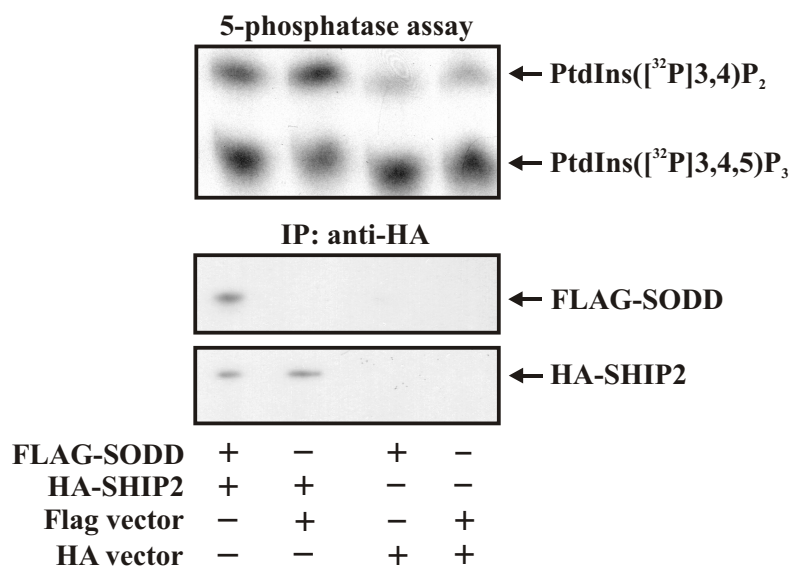 5-phosphatase assay
PtdIns([³²P]3,4)P₂
PtdIns([³²P]3,4,5)P₃
IP: anti-HA
FLAG-SODD
HA-SHIP2
FLAG-SODD + − + −
HA-SHIP2 + + − −
Flag vector − + − +
HA vector − − + +